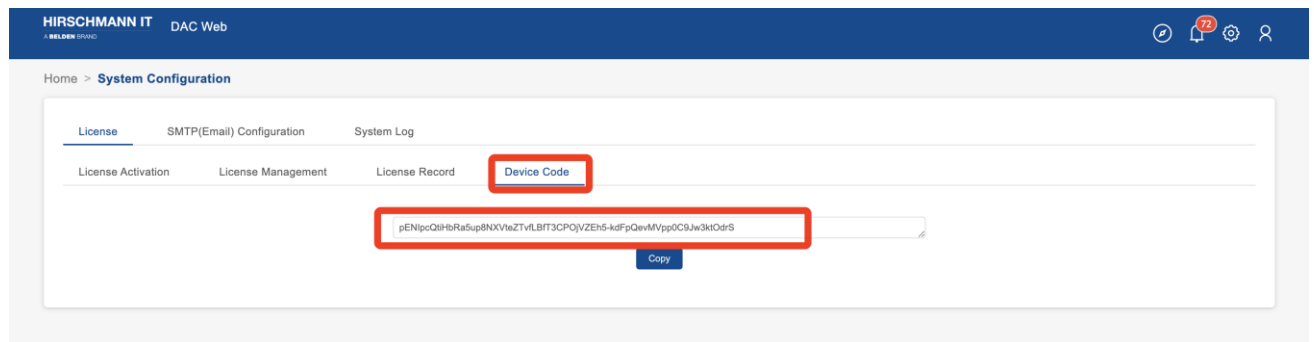 HIRSCHMANN IT
A BELDEN BRAND
DAC Web
72
Home > System Configuration
License SMTP(Email) Configuration System Log
License Activation License Management License Record Device Code
pENIpcQtiHbRa5up8NXVteZTvfLBfT3CPOjVZEh5-kdFpQevMVpp0C9Jw3ktOdrS
Copy